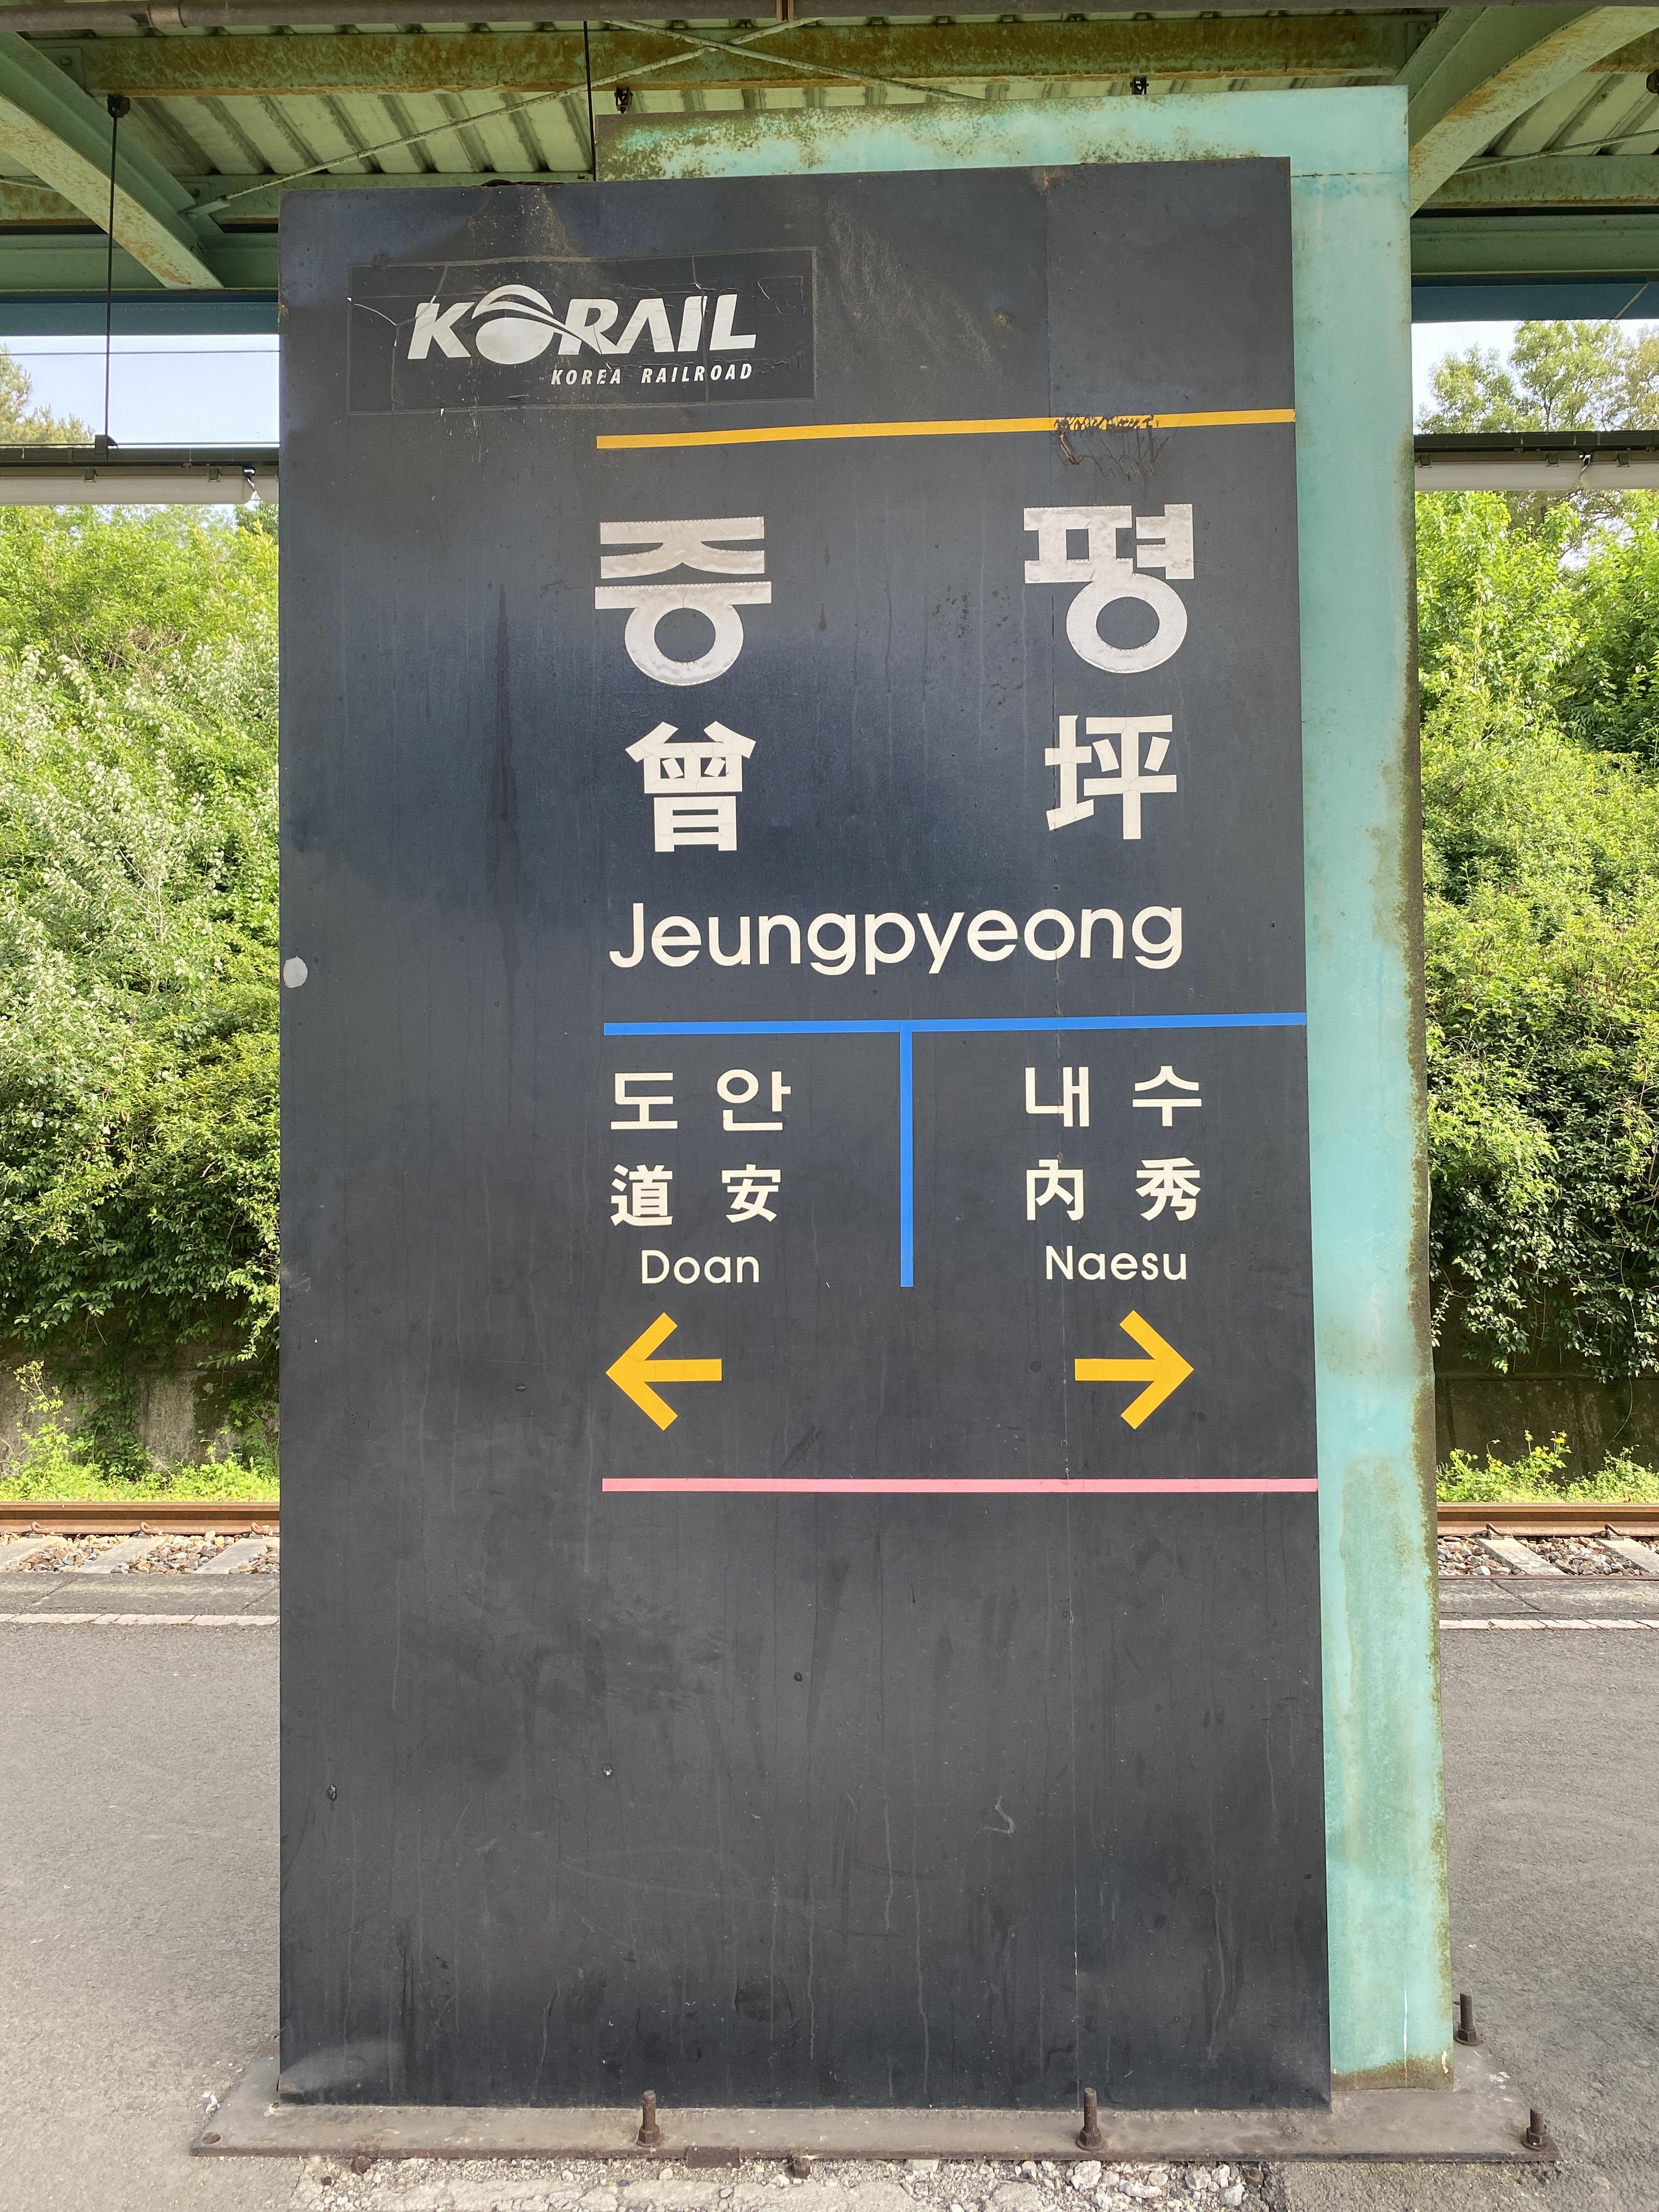 KORAIL
KOREA RAILROAD
증 평
曾 坪
Jeungpyeong
도 안 내 수
道 安 內 秀
Doan Naesu
← →